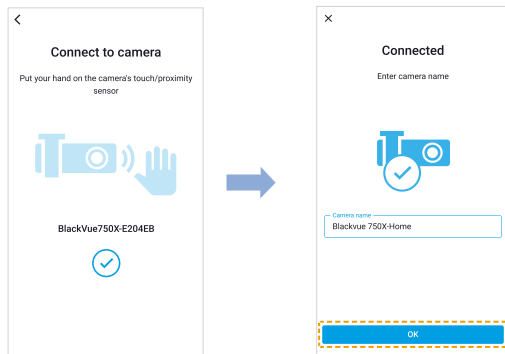 Connect to camera
Put your hand on the camera's touch/proximity
sensor
BlackVue750X-E204EB
Connected
Enter camera name
Camera name
Blackvue 750X-Home
OK